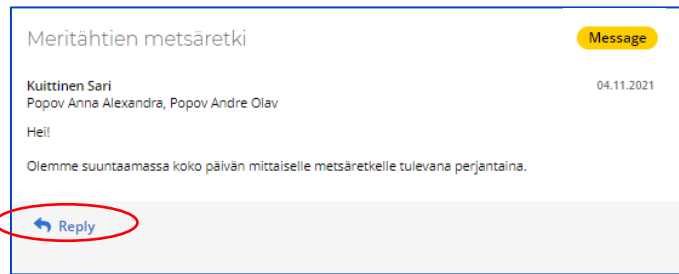 Meritähtien metsäretki
Message
Kuittinen Sari
04.11.2021
Popov Anna Alexandra, Popov Andre Olav
Hei!
Olemme suuntaamassa koko päivän mittaiselle metsäretkelle tulevana perjantaina.
Reply